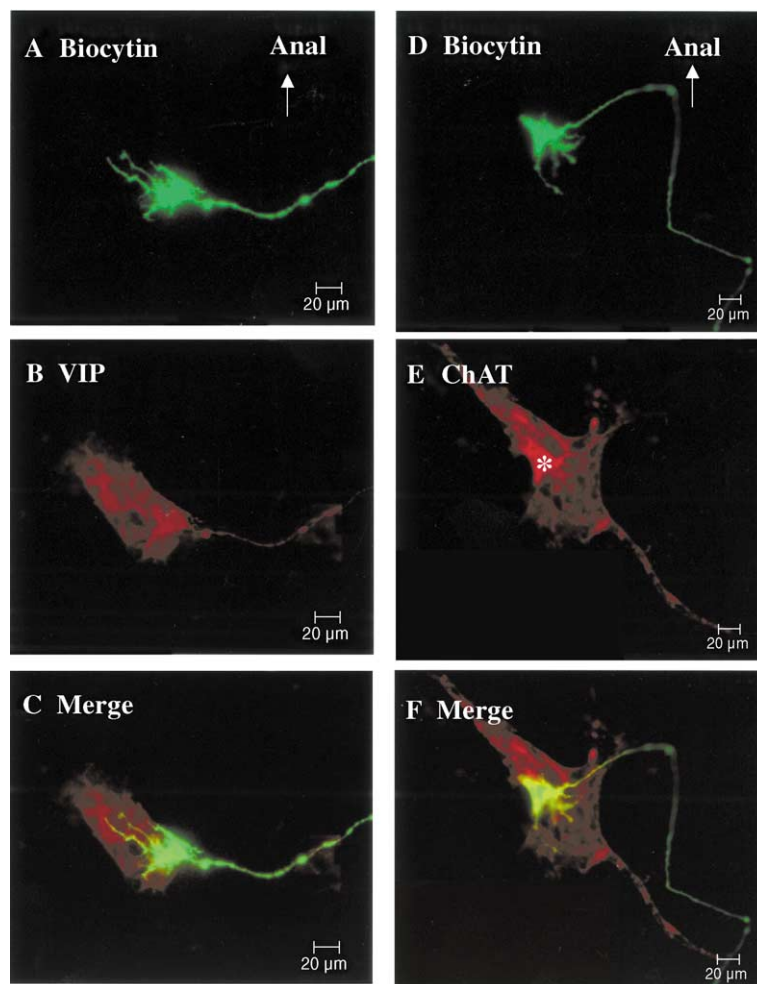 A Biocytin
Anal
20 µm
D Biocytin
Anal
20 µm
B VIP
20 µm
E ChAT
*
20 µm
C Merge
20 µm
F Merge
20 µm